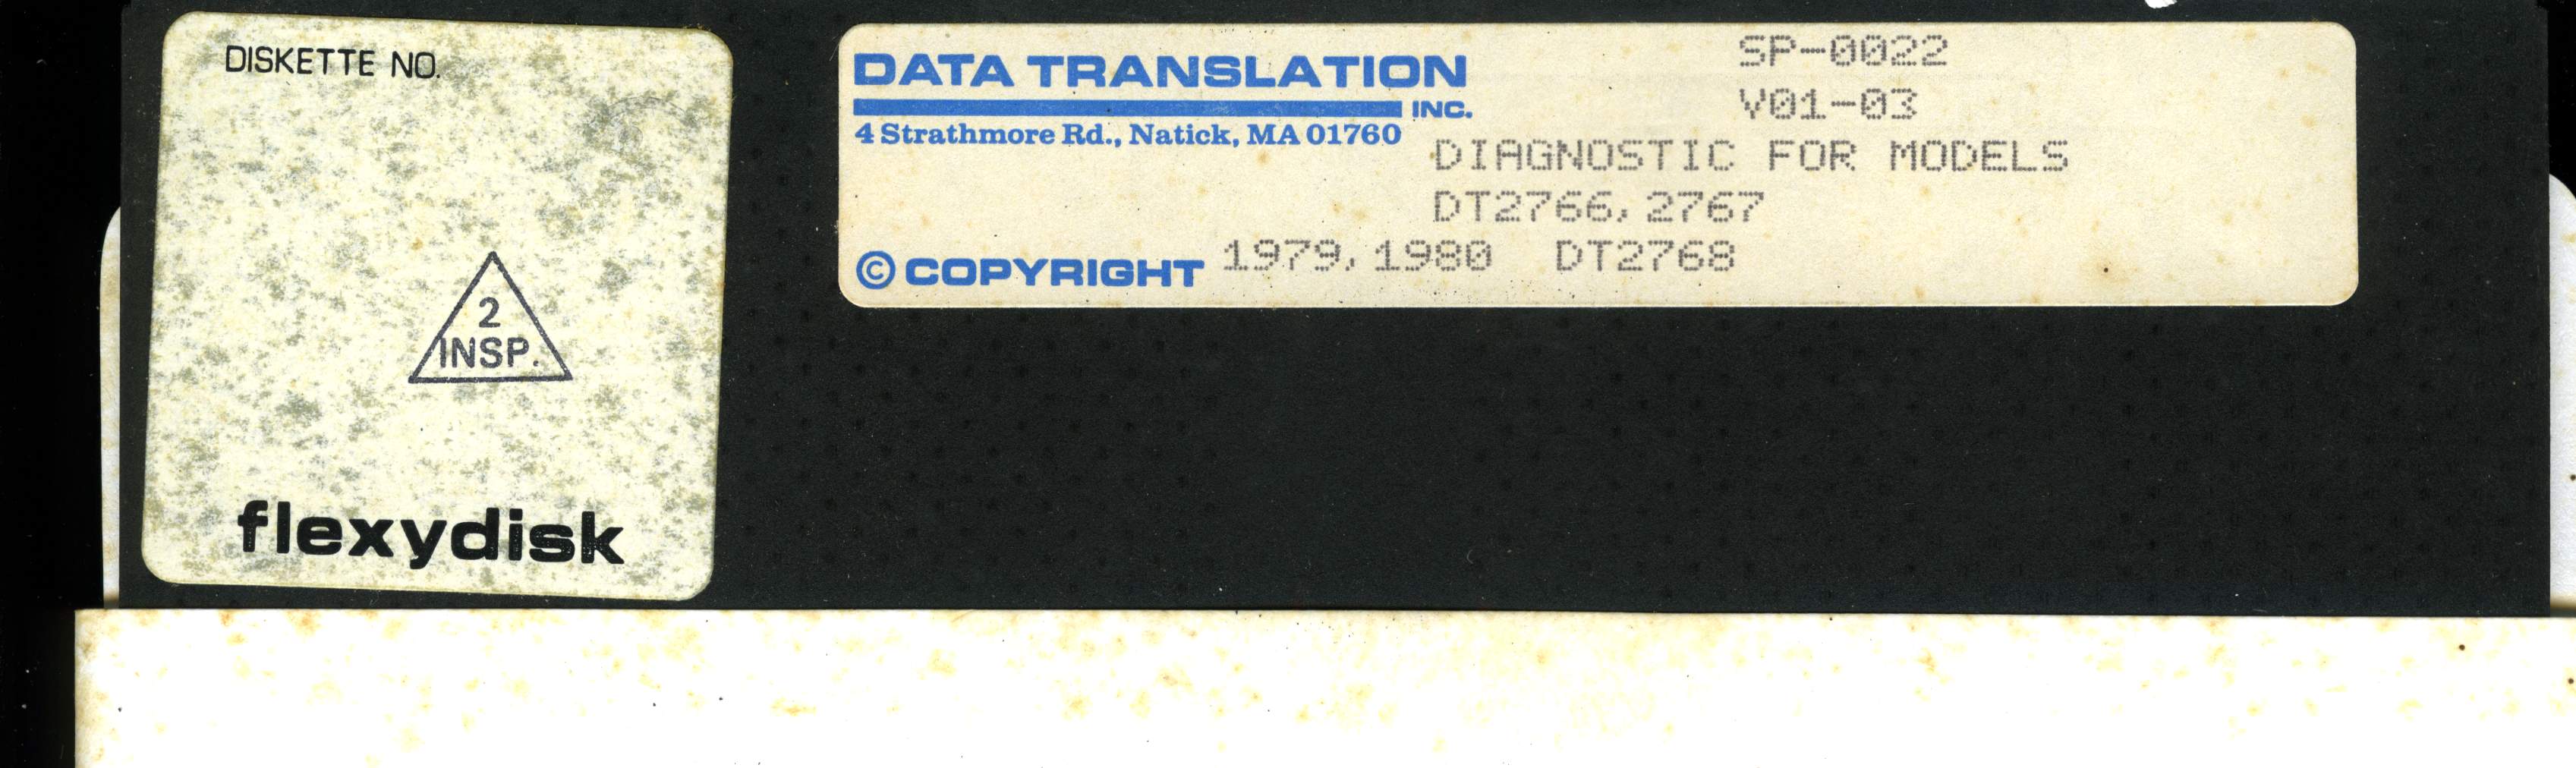 DISKETTE NO.
2
INSP.
flexydisk
DATA TRANSLATION
INC.
4 Strathmore Rd., Natick, MA 01760
SP-0022
V01-03
DIAGNOSTIC FOR MODELS
DT2766,2767
© COPYRIGHT 1979,1980 DT2768